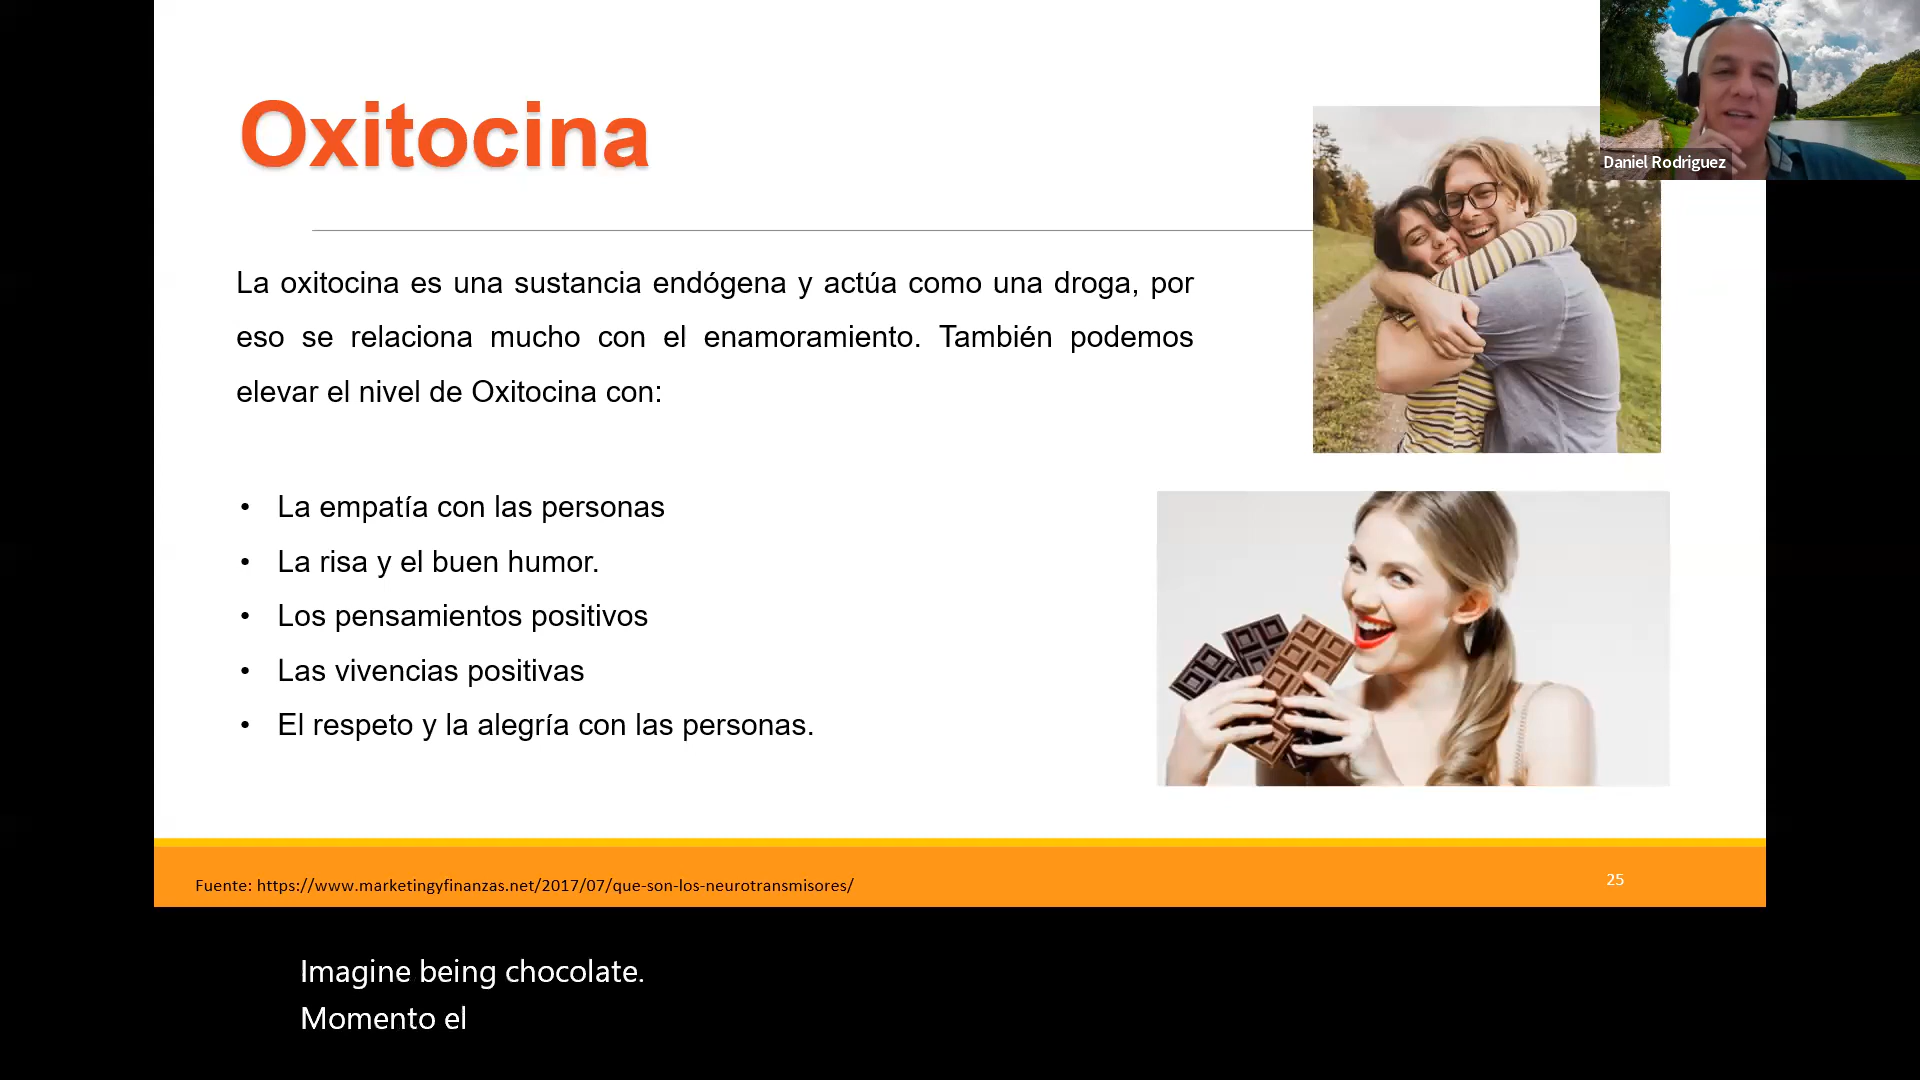 Oxitocina
Daniel Rodriguez
La oxitocina es una sustancia endógena y actúa como una droga, por
eso se relaciona mucho con el enamoramiento. También podemos
elevar el nivel de Oxitocina con:
• La empatía con las personas
• La risa y el buen humor.
• Los pensamientos positivos
• Las vivencias positivas
• El respeto y la alegría con las personas.
Fuente: https://www.marketingyfinanzas.net/2017/07/que-son-los-neurotransmisores/
25
Imagine being chocolate.
Momento el